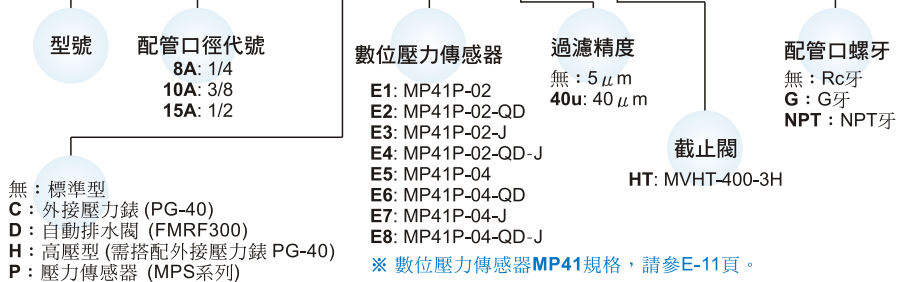 型號
配管口徑代號
8A: 1/4
10A: 3/8
15A: 1/2
數位壓力傳感器
E1: MP41P-02
E2: MP41P-02-QD
E3: MP41P-02-J
E4: MP41P-02-QD-J
E5: MP41P-04
E6: MP41P-04-QD
E7: MP41P-04-J
E8: MP41P-04-QD-J
過濾精度
無：5μm
40u: 40μm
截止閥
HT: MVHT-400-3H
配管口螺牙
無：Rc牙
G：G牙
NPT：NPT牙
無：標準型
C：外接壓力錶 (PG-40)
D：自動排水閥 (FMRF300)
H：高壓型 (需搭配外接壓力錶 PG-40)
P：壓力傳感器 (MPS系列)
※ 數位壓力傳感器MP41規格，請參E-11頁。